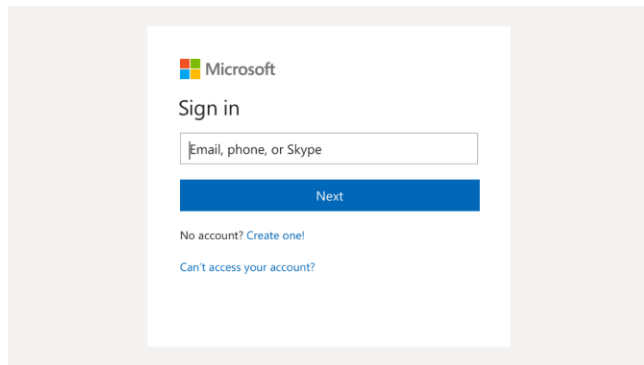 Microsoft
Sign in
Email, phone, or Skype
Next
No account? Create one!
Can't access your account?